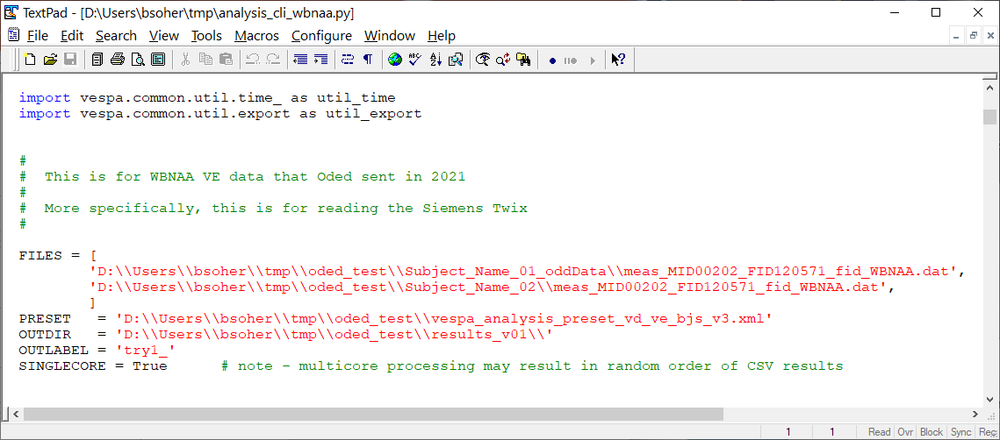 TextPad - [D:\Users\bsoher\tmp\analysis_cli_wbnaa.py]
File Edit Search View Tools Macros Configure Window Help
import vespa.common.util.time_ as util_time
import vespa.common.util.export as util_export
#
#  This is for WBNAA VE data that Oded sent in 2021
#
#  More specifically, this is for reading the Siemens Twix
#
FILES = [
'D:\\Users\\bsoher\\tmp\\oded_test\\Subject_Name_01_oddData\\meas_MID00202_FID120571_fid_WBNAA.dat',
'D:\\Users\\bsoher\\tmp\\oded_test\\Subject_Name_02\\meas_MID00202_FID120571_fid_WBNAA.dat',
]
PRESET   = 'D:\\Users\\bsoher\\tmp\\oded_test\\vespa_analysis_preset_vd_ve_bjs_v3.xml'
OUTDIR   = 'D:\\Users\\bsoher\\tmp\\oded_test\\results_v01\\'
OUTLABEL = 'try1_'
SINGLECORE = True      # note - multicore processing may result in random order of CSV results
1 1 Read Ovr Block Sync Rec